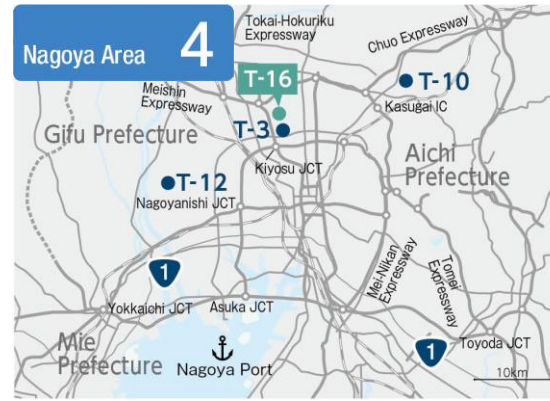 Nagoya Area 4
Tokai-Hokuriku
Expressway
Chuo Expressway
Meishin
Expressway
T-16
T-10
Kasugai IC
T-3
Gifu Prefecture
Kiyosu JCT
Aichi
Prefecture
T-12
Nagoyanishi JCT
1
Mei-Nikan
Expressway
Tomei
Expressway
Yokkaichi JCT
Asuka JCT
Mie
Prefecture
Nagoya Port
1
Toyoda JCT
10km